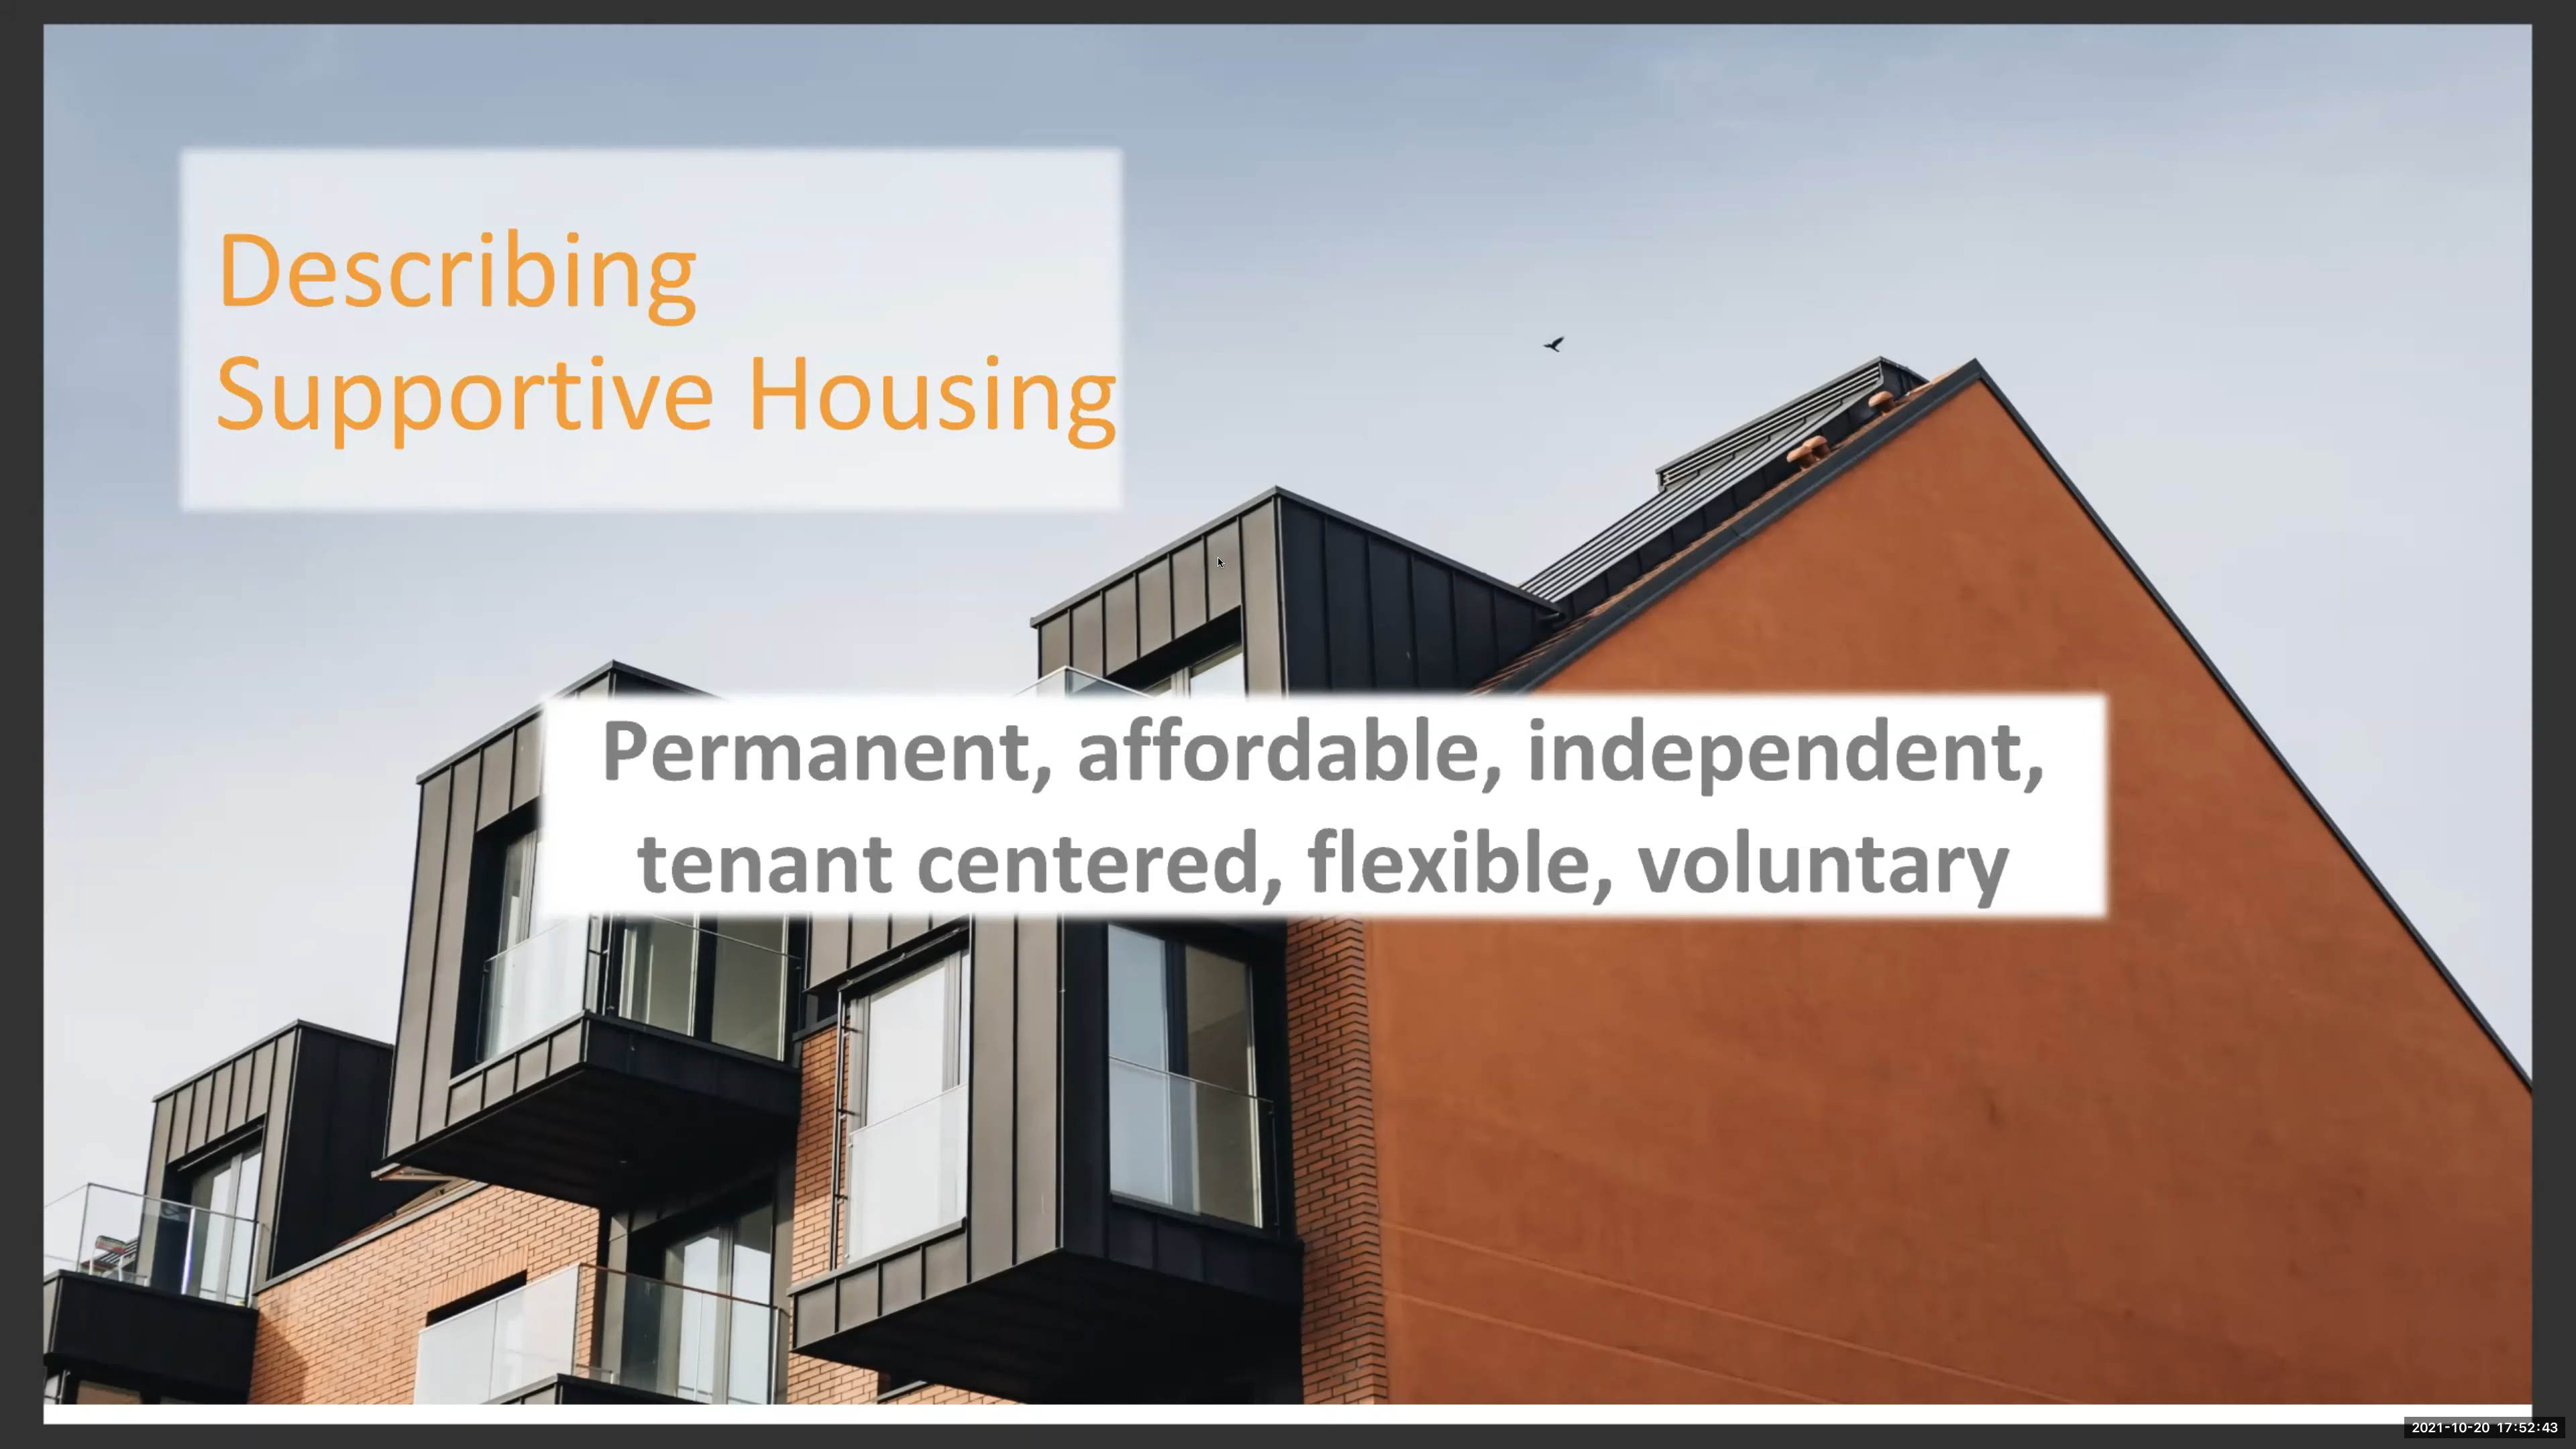 Describing
Supportive Housing
Permanent, affordable, independent,
tenant centered, flexible, voluntary
2021-10-20 17:52:43